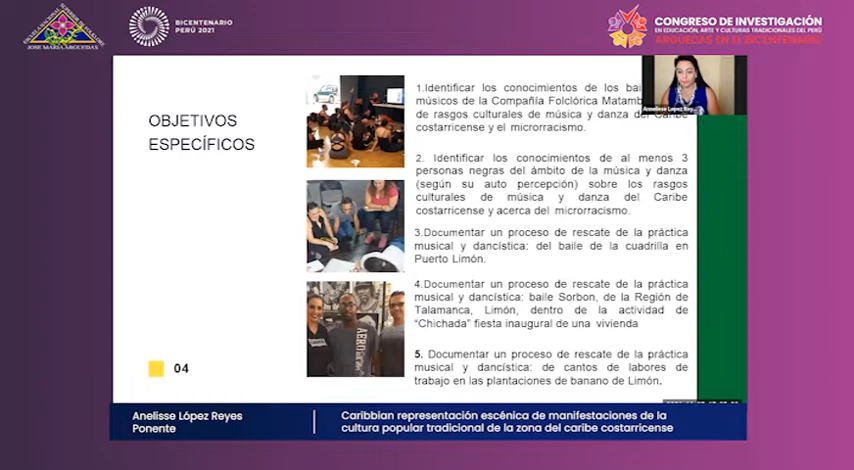 ESCUELA NACIONAL SUPERIOR DE FOLKLORE
JOSÉ MARÍA ARGUEDAS
BICENTENARIO
PERÚ 2021
CONGRESO DE INVESTIGACIÓN
EN EDUCACIÓN, ARTE Y CULTURAS TRADICIONALES DEL PERÚ
ARGUEDAS EN EL BICENTENARIO
OBJETIVOS
ESPECÍFICOS
1.Identificar los conocimientos de los
músicos de la Compañía Folclórica
de rasgos culturales de música y danza del Caribe
costarricense y el microrracismo.
Anneliese López Rey...
2. Identificar los conocimientos de al menos 3
personas negras del ámbito de la música y danza
(según su auto percepción) sobre los rasgos
culturales de música y danza del Caribe
costarricense y acerca del microrracismo.
3.Documentar un proceso de rescate de la práctica
musical y dancística: del baile de la cuadrilla en
Puerto Limón.
4.Documentar un proceso de rescate de la práctica
musical y dancística: baile Sorbon, de la Región de
Talamanca, Limón, dentro de la actividad de
“Chichada” fiesta inaugural de una vivienda
5. Documentar un proceso de rescate de la práctica
musical y dancística: de cantos de labores de
trabajo en las plantaciones de banano de Limón.
04
Anelisse López Reyes
Ponente
Caribbian representación escénica de manifestaciones de la
cultura popular tradicional de la zona del caribe costarricense